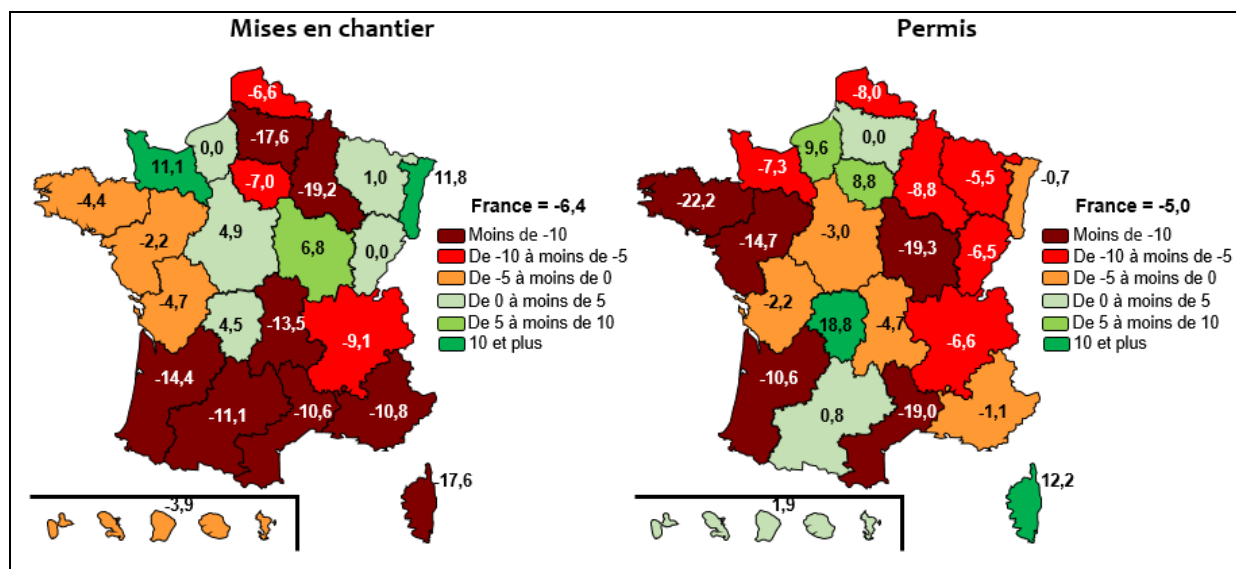 Mises en chantier
-6,6
0,0
-17,6
11,1
-7,0
-19,2
1,0
11,8
-4,4
-2,2
4,9
6,8
0,0
-4,7
4,5
-13,5
-9,1
-14,4
-11,1
-10,6
-10,8
-17,6
-3,9
France = -6,4
Moins de -10
De -10 à moins de -5
De -5 à moins de 0
De 0 à moins de 5
De 5 à moins de 10
10 et plus
Permis
-8,0
0,0
9,6
-7,3
8,8
-8,8
-5,5
-0,7
-22,2
-14,7
-3,0
-19,3
-6,5
-2,2
18,8
-4,7
-6,6
-10,6
0,8
-19,0
-1,1
12,2
1,9
France = -5,0
Moins de -10
De -10 à moins de -5
De -5 à moins de 0
De 0 à moins de 5
De 5 à moins de 10
10 et plus